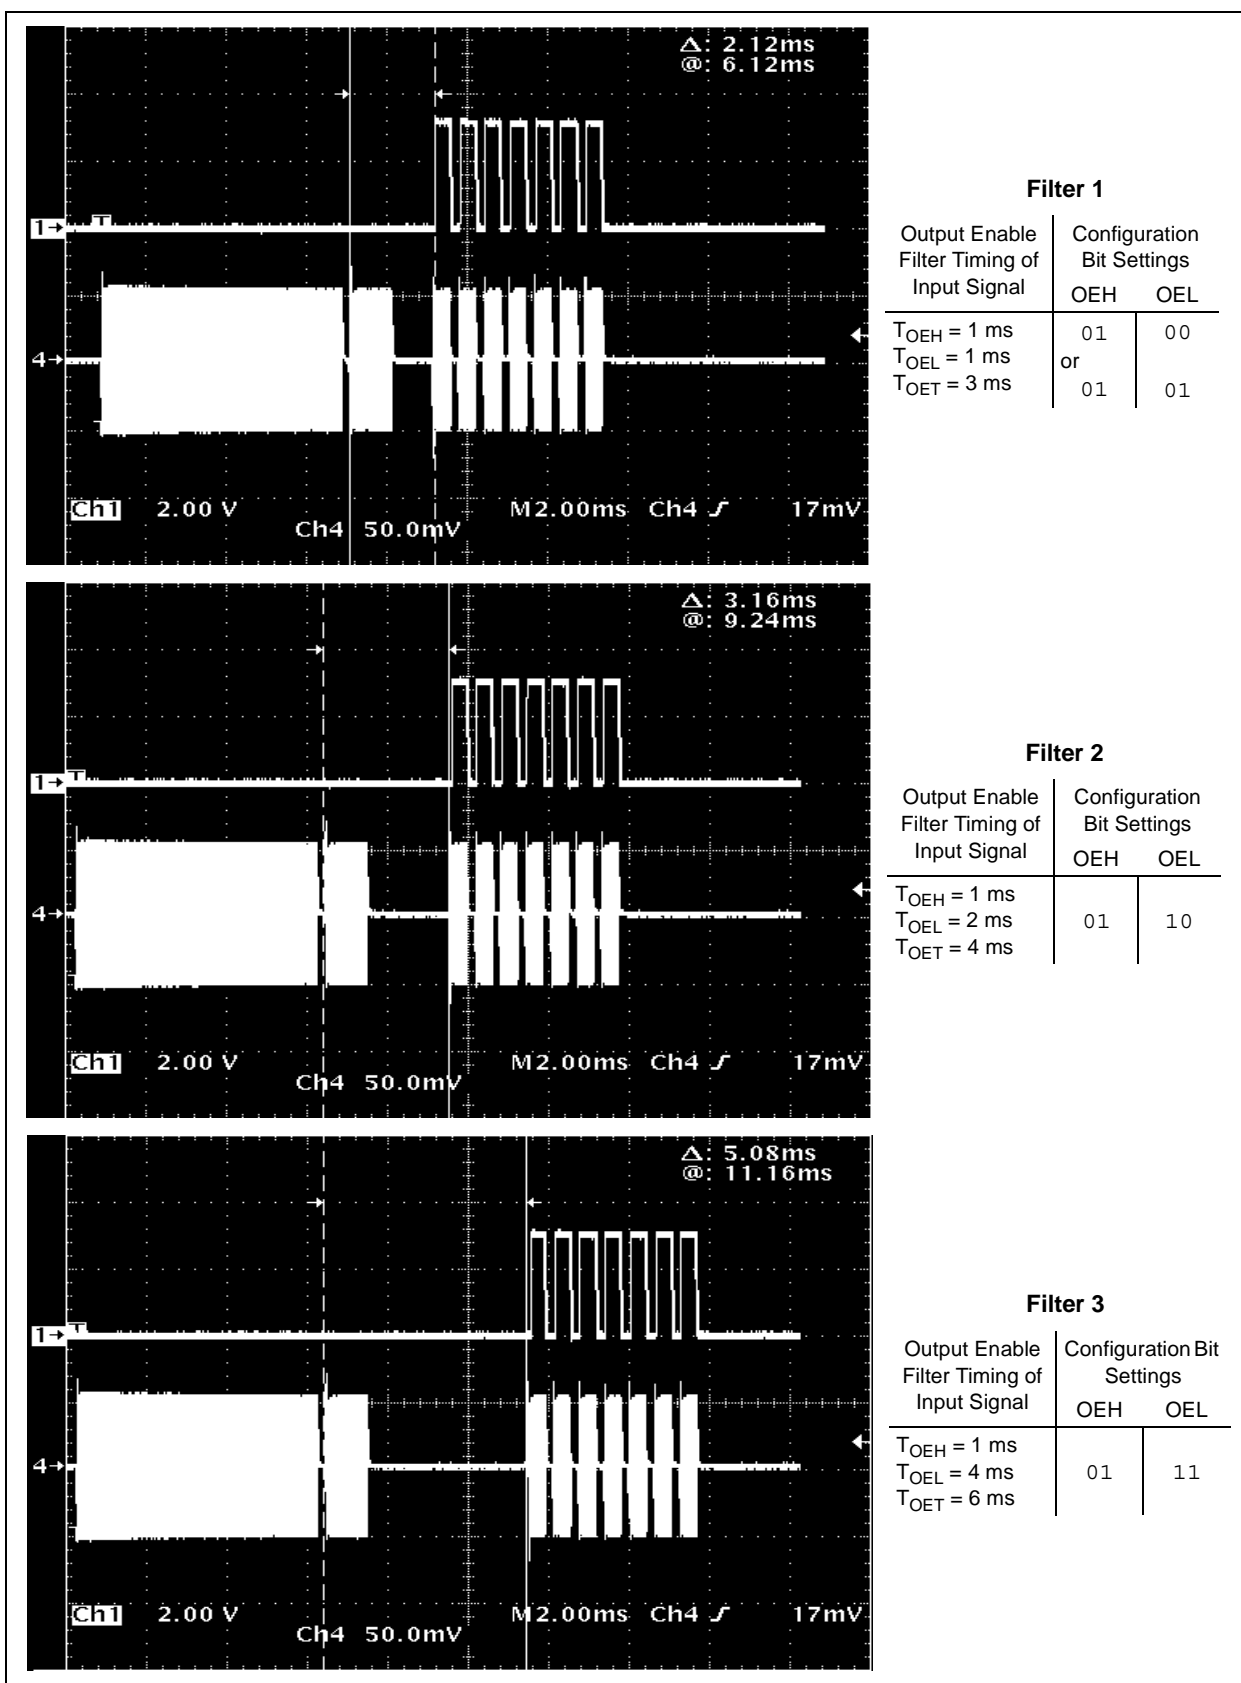 Δ: 2.12ms
@: 6.12ms
1→
T
4→
Ch1 2.00 V
Ch4 50.0mV
M2.00ms Ch4 17mV
Filter 1
Output Enable Filter Timing of Input Signal
Configuration Bit Settings
OEH OEL
TOEH = 1 ms 01 00
TOEL = 1 ms or
TOET = 3 ms 01 01
Δ: 3.16ms
@: 9.24ms
1→
T
4→
Ch1 2.00 V
Ch4 50.0mV
M2.00ms Ch4 17mV
Filter 2
Output Enable Filter Timing of Input Signal
Configuration Bit Settings
OEH OEL
TOEH = 1 ms
TOEL = 2 ms 01 10
TOET = 4 ms
Δ: 5.08ms
@: 11.16ms
1→
T
4→
Ch1 2.00 V
Ch4 50.0mV
M2.00ms Ch4 17mV
Filter 3
Output Enable Filter Timing of Input Signal
Configuration Bit Settings
OEH OEL
TOEH = 1 ms
TOEL = 4 ms 01 11
TOET = 6 ms